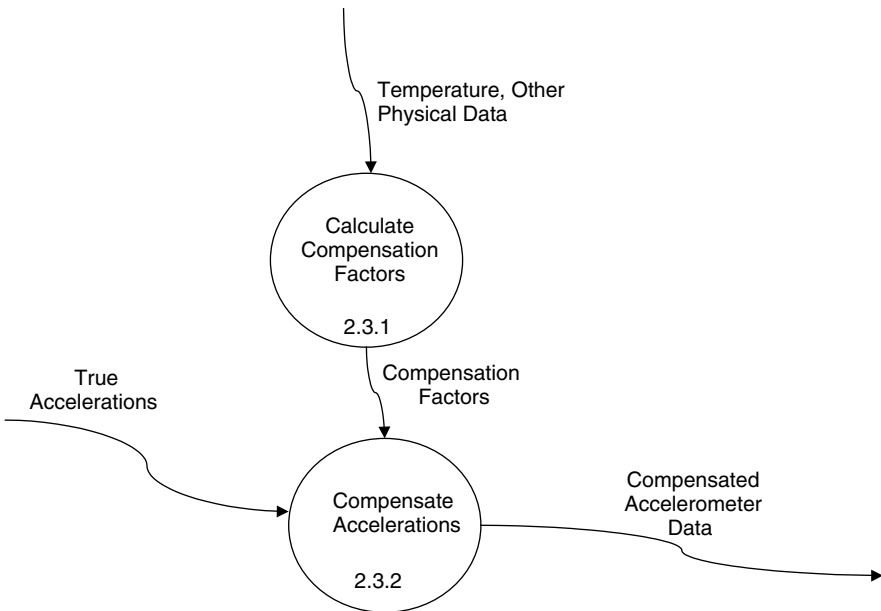 Temperature, Other
Physical Data
Calculate
Compensation
Factors
2.3.1
Compensation
Factors
True
Accelerations
Compensate
Accelerations
2.3.2
Compensated
Accelerometer
Data